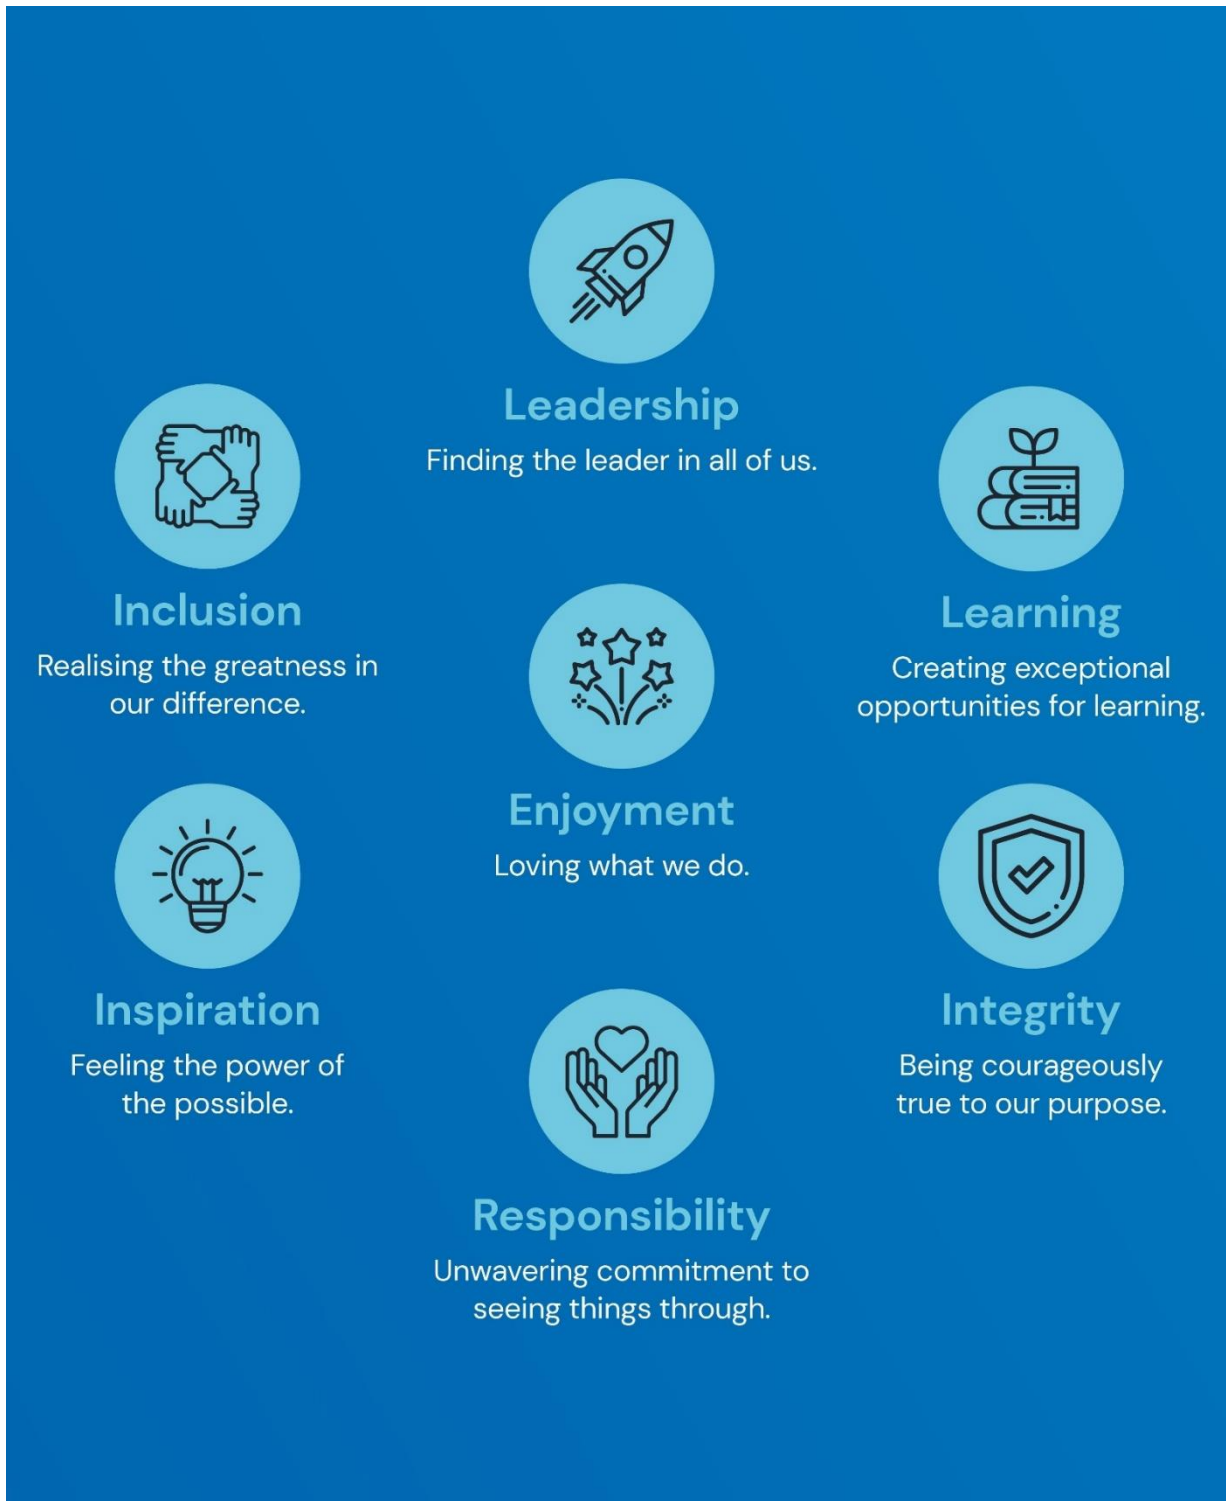 Leadership
Finding the leader in all of us.
Inclusion
Realising the greatness in
our difference.
Learning
Creating exceptional
opportunities for learning.
Enjoyment
Loving what we do.
Inspiration
Feeling the power of
the possible.
Integrity
Being courageously
true to our purpose.
Responsibility
Unwavering commitment to
seeing things through.